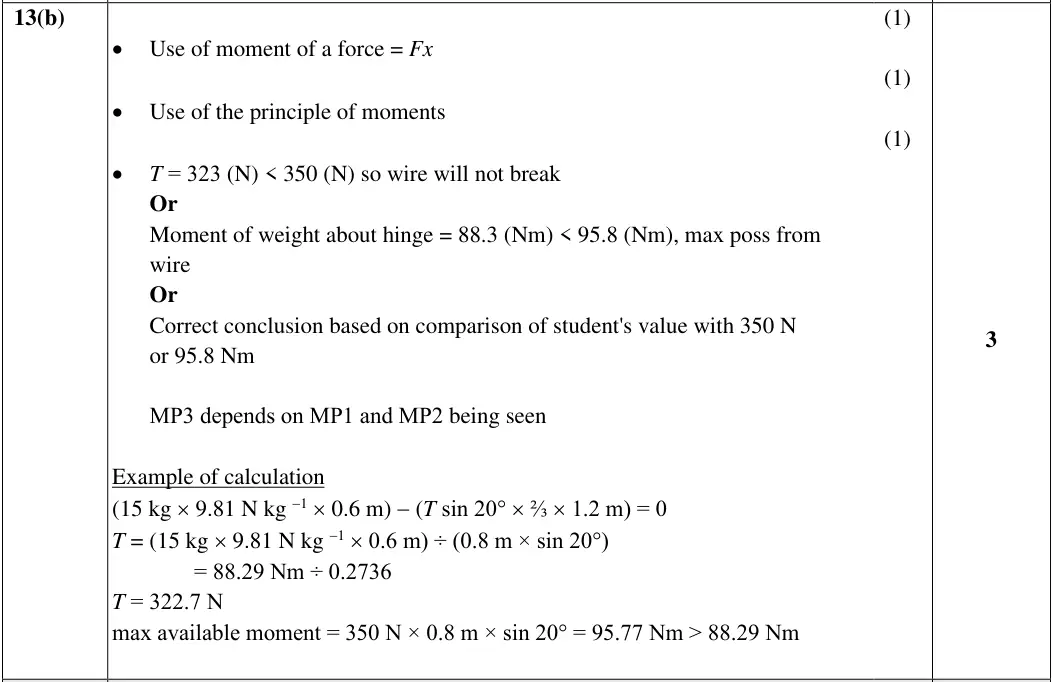 13(b)
(1)
• Use of moment of a force = Fx
(1)
• Use of the principle of moments
(1)
• T = 323 (N) < 350 (N) so wire will not break
Or
Moment of weight about hinge = 88.3 (Nm) < 95.8 (Nm), max poss from
wire
Or
Correct conclusion based on comparison of student's value with 350 N
or 95.8 Nm
3
MP3 depends on MP1 and MP2 being seen
Example of calculation
(15 kg × 9.81 N kg ⁻¹ × 0.6 m) – (T sin 20° × ⅔ × 1.2 m) = 0
T = (15 kg × 9.81 N kg ⁻¹ × 0.6 m) ÷ (0.8 m × sin 20°)
= 88.29 Nm ÷ 0.2736
T = 322.7 N
max available moment = 350 N × 0.8 m × sin 20° = 95.77 Nm > 88.29 Nm